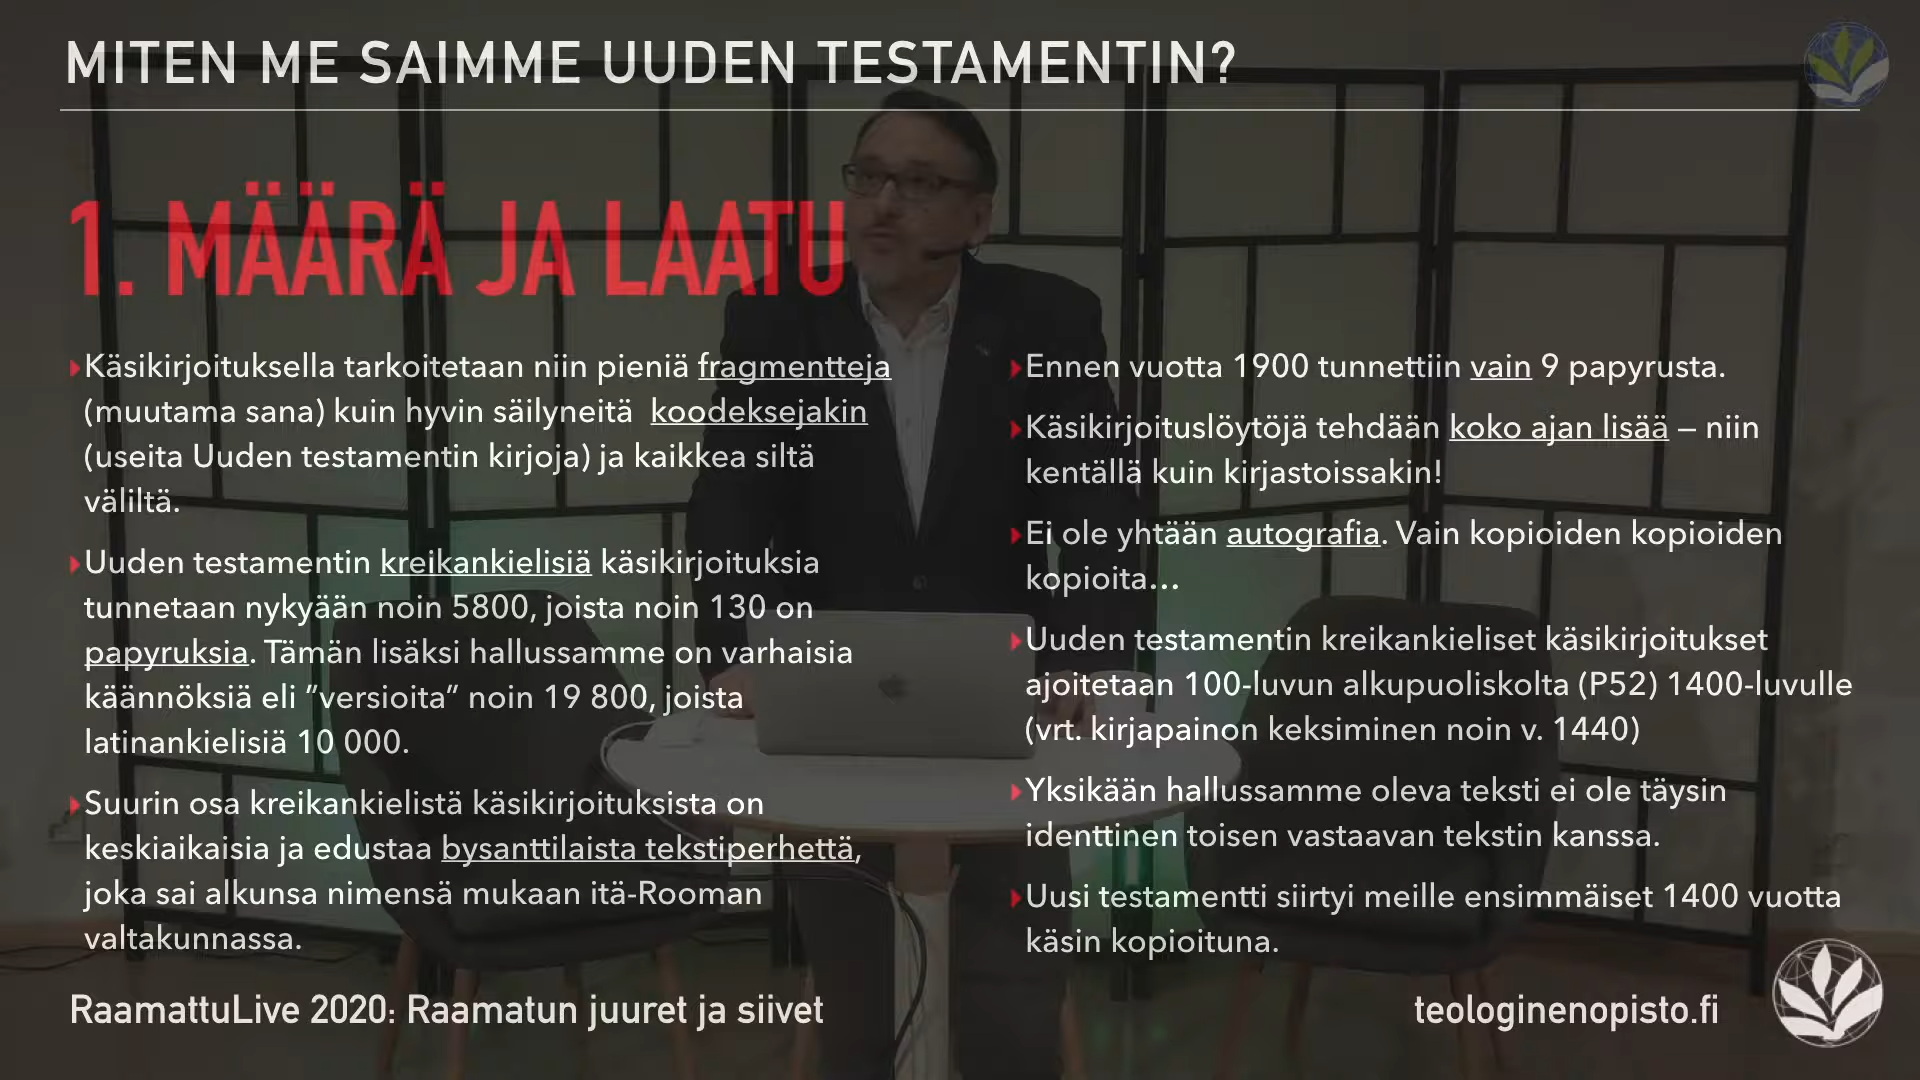 MITEN ME SAIMME UUDEN TESTAMENTIN?
1. MÄÄRÄ JA LAATU
Käsikirjoituksella tarkoitetaan niin pieniä fragmentteja
(muutama sana) kuin hyvin säilyneitä koodeksejakin
(useita Uuden testamentin kirjoja) ja kaikkea siltä
väliltä.
Uuden testamentin kreikankielisiä käsikirjoituksia
tunnetaan nykyään noin 5800, joista noin 130 on
papyruksia. Tämän lisäksi hallussamme on varhaisia
käännöksiä eli ”versioita” noin 19 800, joista
latinankielisiä 10 000.
Suurin osa kreikankielistä käsikirjoituksista on
keskiaikaisia ja edustaa bysanttilaista tekstiperhettä,
joka sai alkunsa nimensä mukaan itä-Rooman
valtakunnassa.
Ennen vuotta 1900 tunnettiin vain 9 papyrusta.
Käsikirjoituslöytöjä tehdään koko ajan lisää – niin
kentällä kuin kirjastoissakin!
Ei ole yhtään autografia. Vain kopioiden kopioiden
kopioita…
Uuden testamentin kreikankieliset käsikirjoitukset
ajoitetaan 100-luvun alkupuoliskolta (P52) 1400-luvulle
(vrt. kirjapainon keksiminen noin v. 1440)
Yksikään hallussamme oleva teksti ei ole täysin
identtinen toisen vastaavan tekstin kanssa.
Uusi testamentti siirtyi meille ensimmäiset 1400 vuotta
käsin kopioituna.
RaamattuLive 2020: Raamatun juuret ja siivet
teologinenopisto.fi